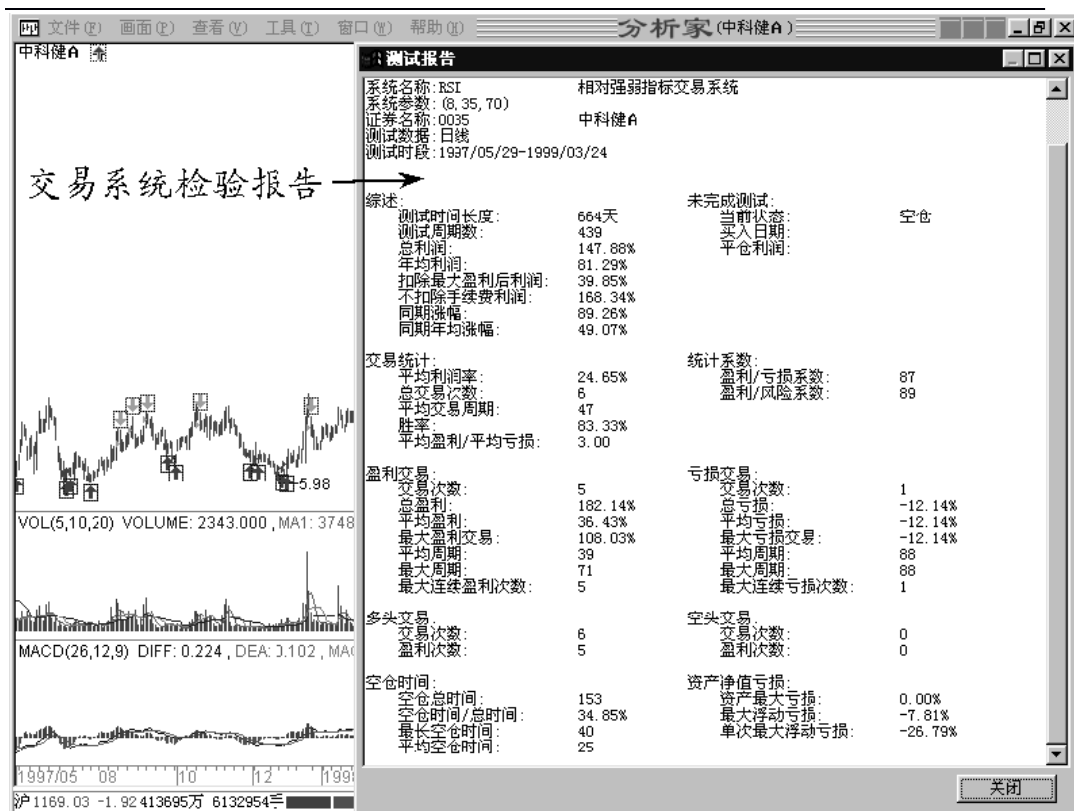 文件(F) 画面(P) 查看(V) 工具(T) 窗口(W) 帮助(H) 分析家(中科健A)
中科健A
测试报告
系统名称:RSI 相对强弱指标交易系统
系统参数:(8,35,70)
证券名称:0035 中科健A
测试数据:日线
测试时段:1997/05/29-1999/03/24
交易系统检验报告
综述: 未完成测试:
测试时间长度: 664天 当前状态: 空仓
测试周期数: 439 买入日期:
总利润: 147.88% 平仓利润:
年均利润: 81.29%
扣除最大盈利后利润: 39.85%
不扣除手续费利润: 168.34%
同期涨幅: 89.26%
同期年均涨幅: 49.07%
交易统计: 统计系数:
平均利润率: 24.65% 盈利/亏损系数: 87
总交易次数: 6 盈利/风险系数: 89
平均交易周期: 47
胜率: 83.33%
平均盈利/平均亏损: 3.00
盈利交易: 亏损交易:
交易次数: 5 交易次数: 1
总盈利: 182.14% 总亏损: -12.14%
平均盈利: 36.43% 平均亏损: -12.14%
最大盈利交易: 108.03% 最大亏损交易: -12.14%
平均周期: 39 平均周期: 88
最大周期: 71 最大周期: 88
最大连续盈利次数: 5 最大连续亏损次数: 1
多头交易: 空头交易:
交易次数: 6 交易次数: 0
盈利次数: 5 盈利次数: 0
空仓时间: 资产净值亏损:
空仓总时间: 153 资产最大亏损: 0.00%
空仓时间/总时间: 34.85% 最大浮动亏损: -7.81%
最长空仓时间: 40 单次最大浮动亏损: -26.79%
平均空仓时间: 25
关闭
5.98
VOL(5,10,20) VOLUME: 2343.000 , MA1: 3748
MACD(26,12,9) DIFF: 0.224 , DEA: 0.102 , MA
1997/05 08 10 12 1998
沪1169.03 -1.92 413695万 6132954手